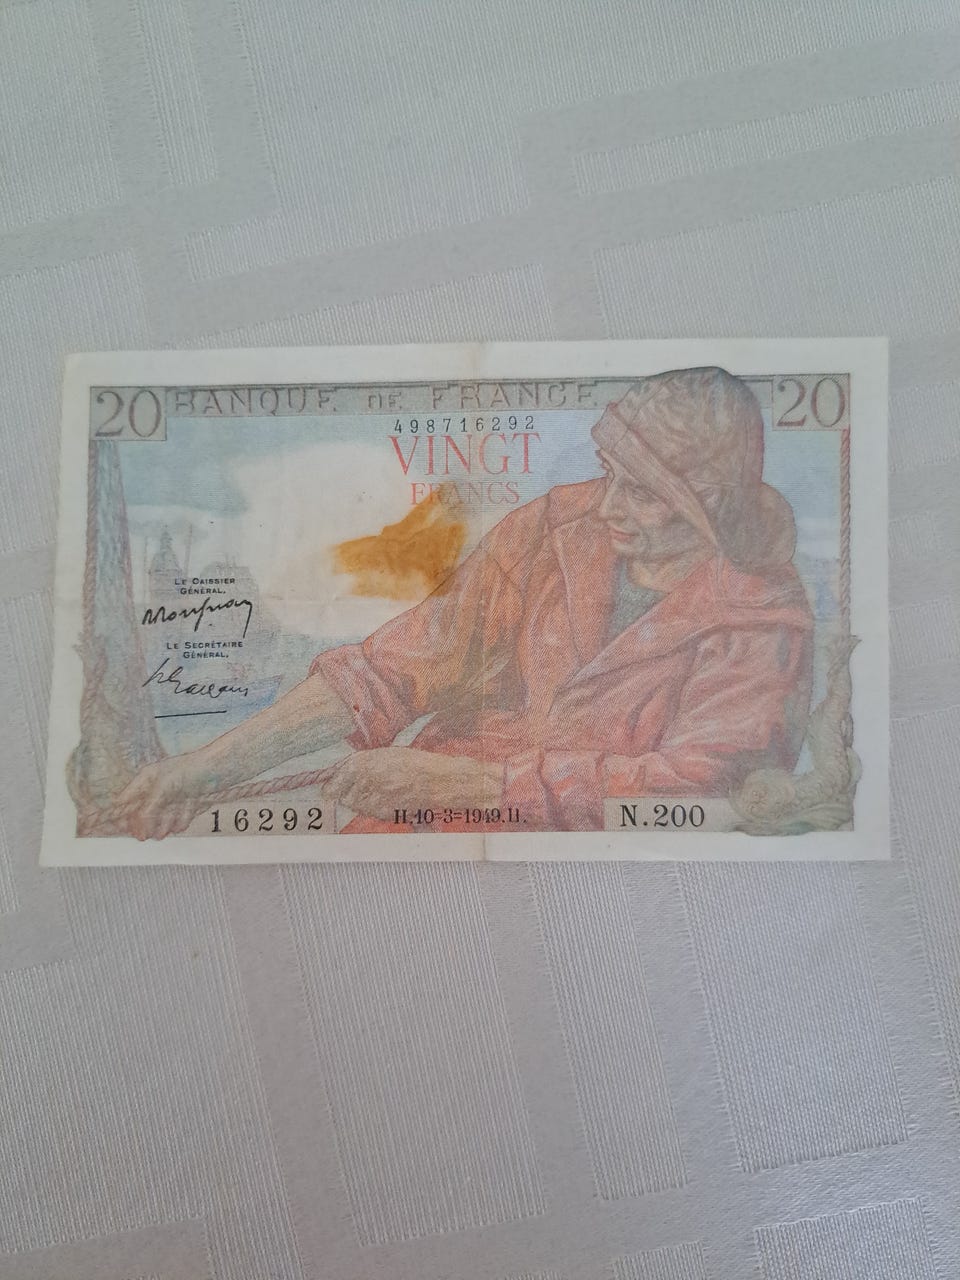 20 BANQUE DE FRANCE 20
498716292
VINGT
FRANCS
LE CAISSIER
GÉNÉRAL,
LE SECRÉTAIRE
GÉNÉRAL,
16292 H.10=3=1949.H. N.200